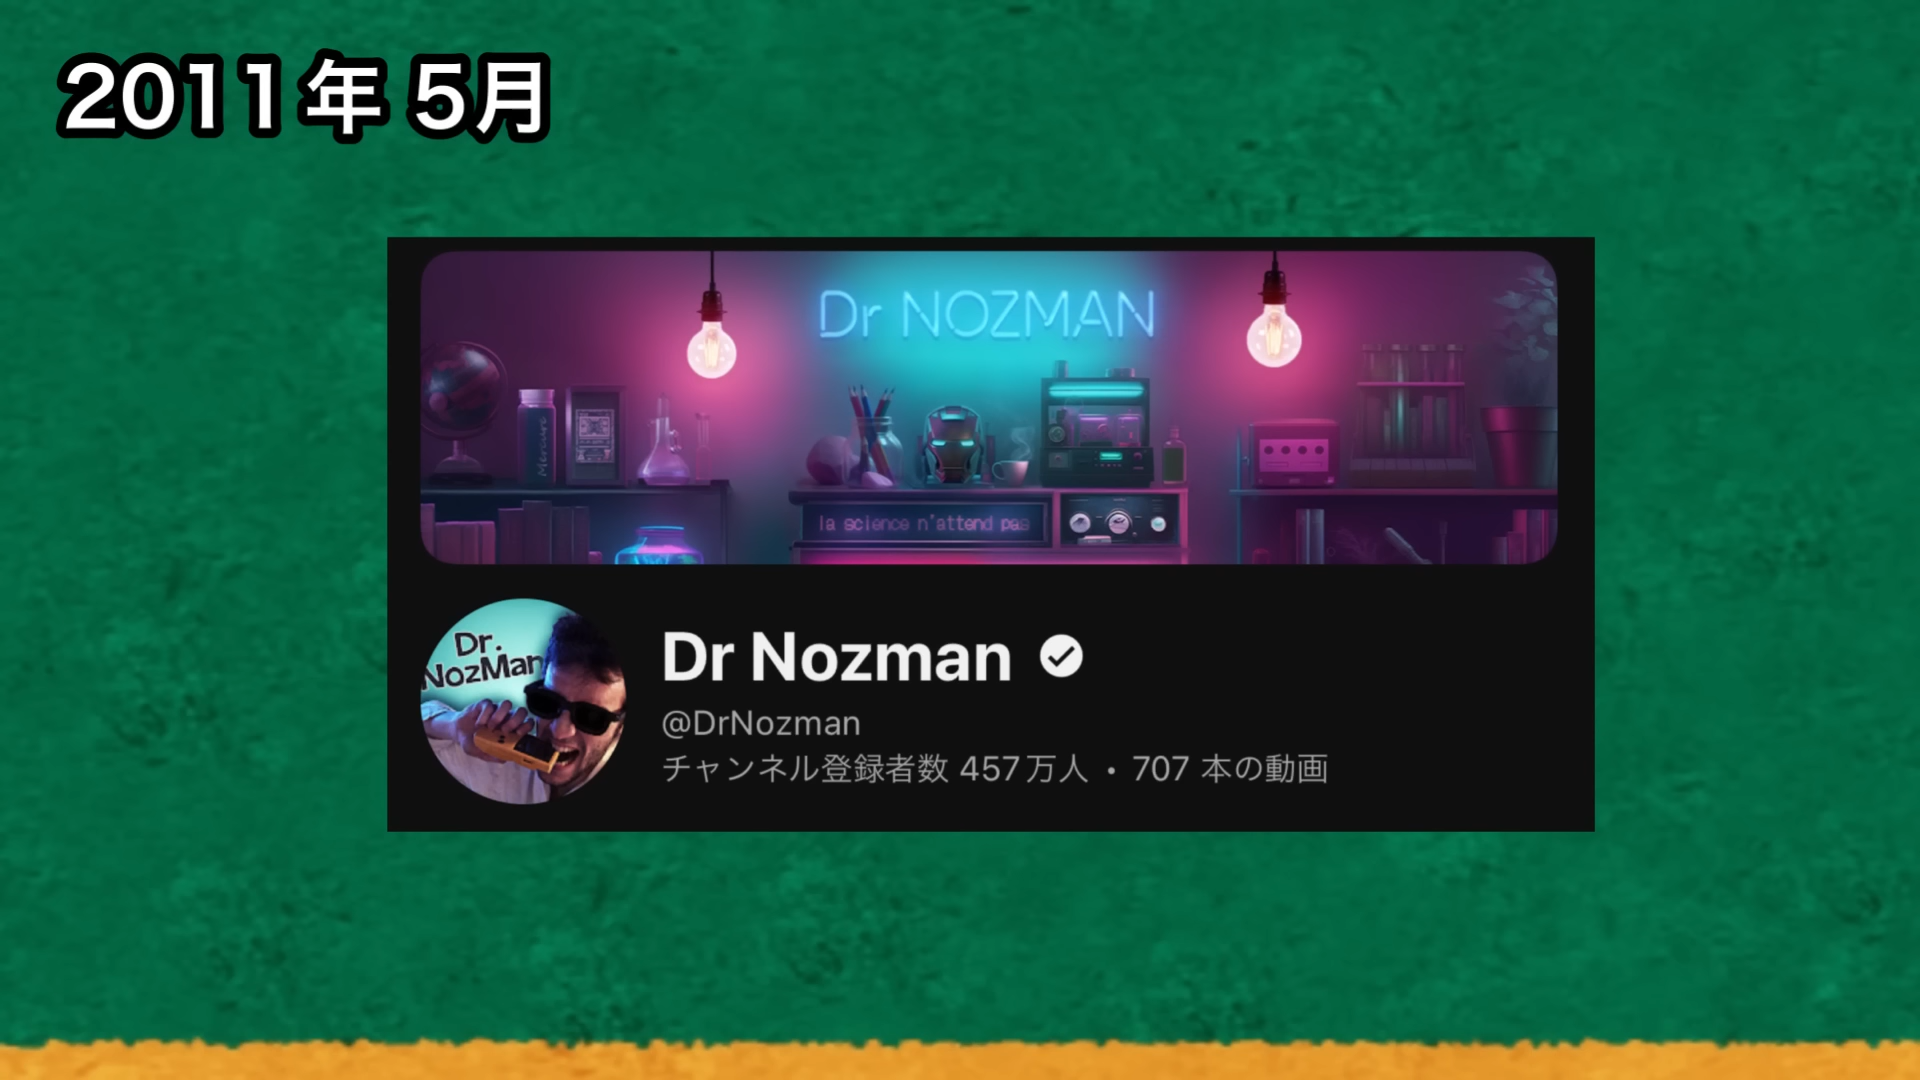 2011年 5月
Dr NOZMAN
Mercure
la science n'attend pas
Dr.
NozMan
Dr Nozman
@DrNozman
チャンネル登録者数 457万人 • 707 本の動画